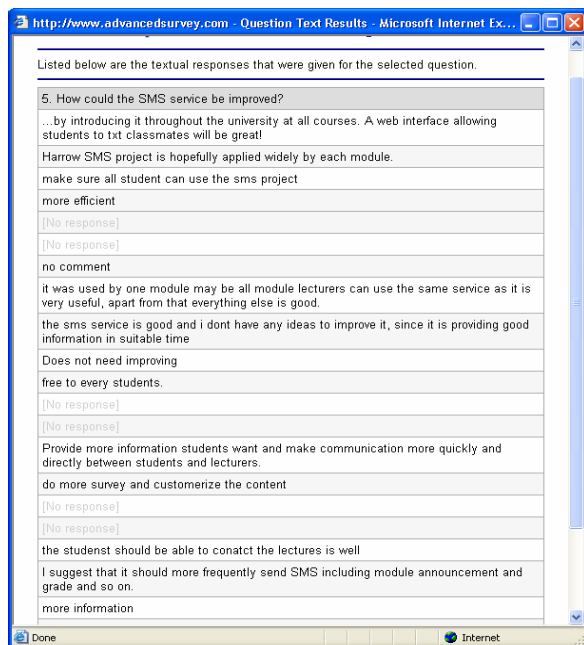 http://www.advancedsurvey.com - Question Text Results - Microsoft Internet Ex...
Listed below are the textual responses that were given for the selected question.
5. How could the SMS service be improved?
...by introducing it throughout the university at all courses. A web interface allowing
students to txt classmates will be great!
Harrow SMS project is hopefully applied widely by each module.
make sure all student can use the sms project
more efficient
[No response]
[No response]
no comment
it was used by one module may be all module lecturers can use the same service as it is
very useful, apart from that everything else is good.
the sms service is good and i dont have any ideas to improve it, since it is providing good
information in suitable time
Does not need improving
free to every students.
[No response]
[No response]
Provide more information students want and make communication more quickly and
directly between students and lecturers.
do more survey and customerize the content
[No response]
[No response]
the studenst should be able to conatct the lectures is well
I suggest that it should more frequently send SMS including module announcement and
grade and so on.
more information
Done
Internet